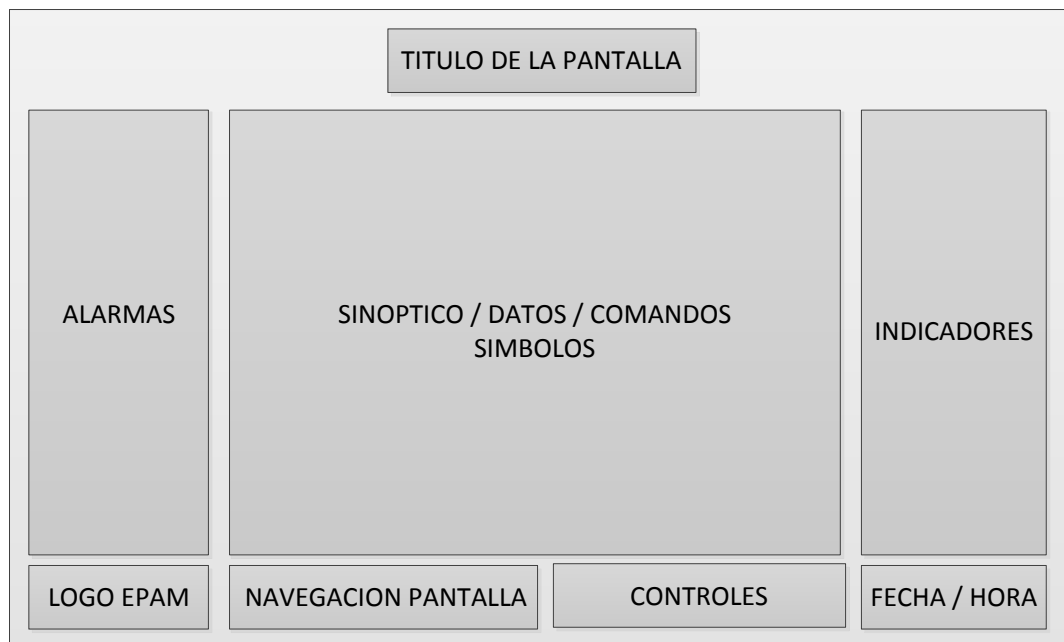 TITULO DE LA PANTALLA
ALARMAS
SINOPTICO / DATOS / COMANDOS
SIMBOLOS
INDICADORES
LOGO EPAM
NAVEGACION PANTALLA
CONTROLES
FECHA / HORA